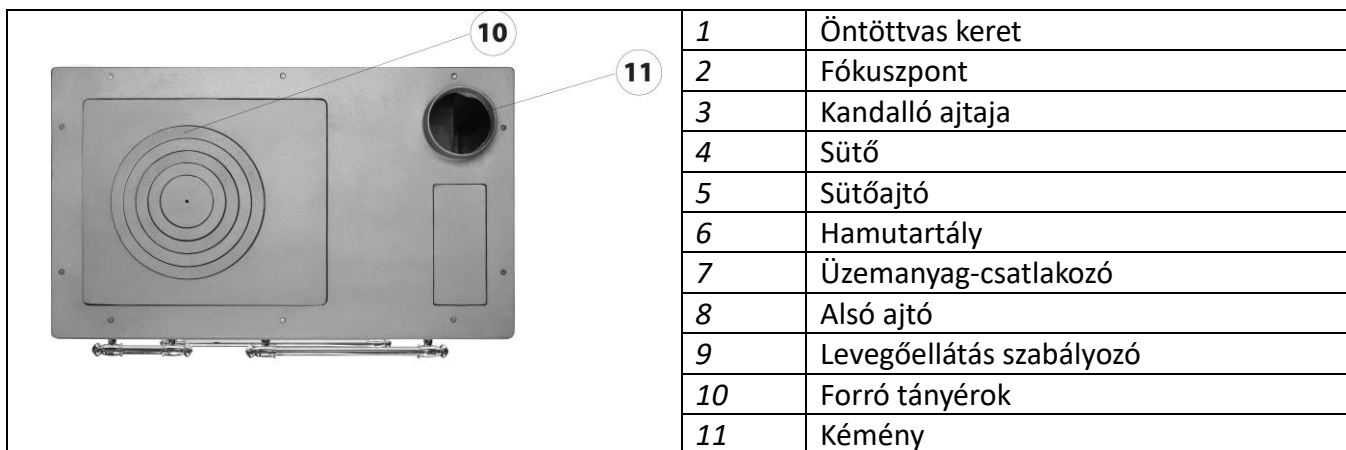 10
11
1 Öntöttvas keret
2 Fókuszpont
3 Kandalló ajtaja
4 Sütő
5 Sütőajtó
6 Hamutartály
7 Üzemanyag-csatlakozó
8 Alsó ajtó
9 Levegőellátás szabályozó
10 Forró tányérok
11 Kémény